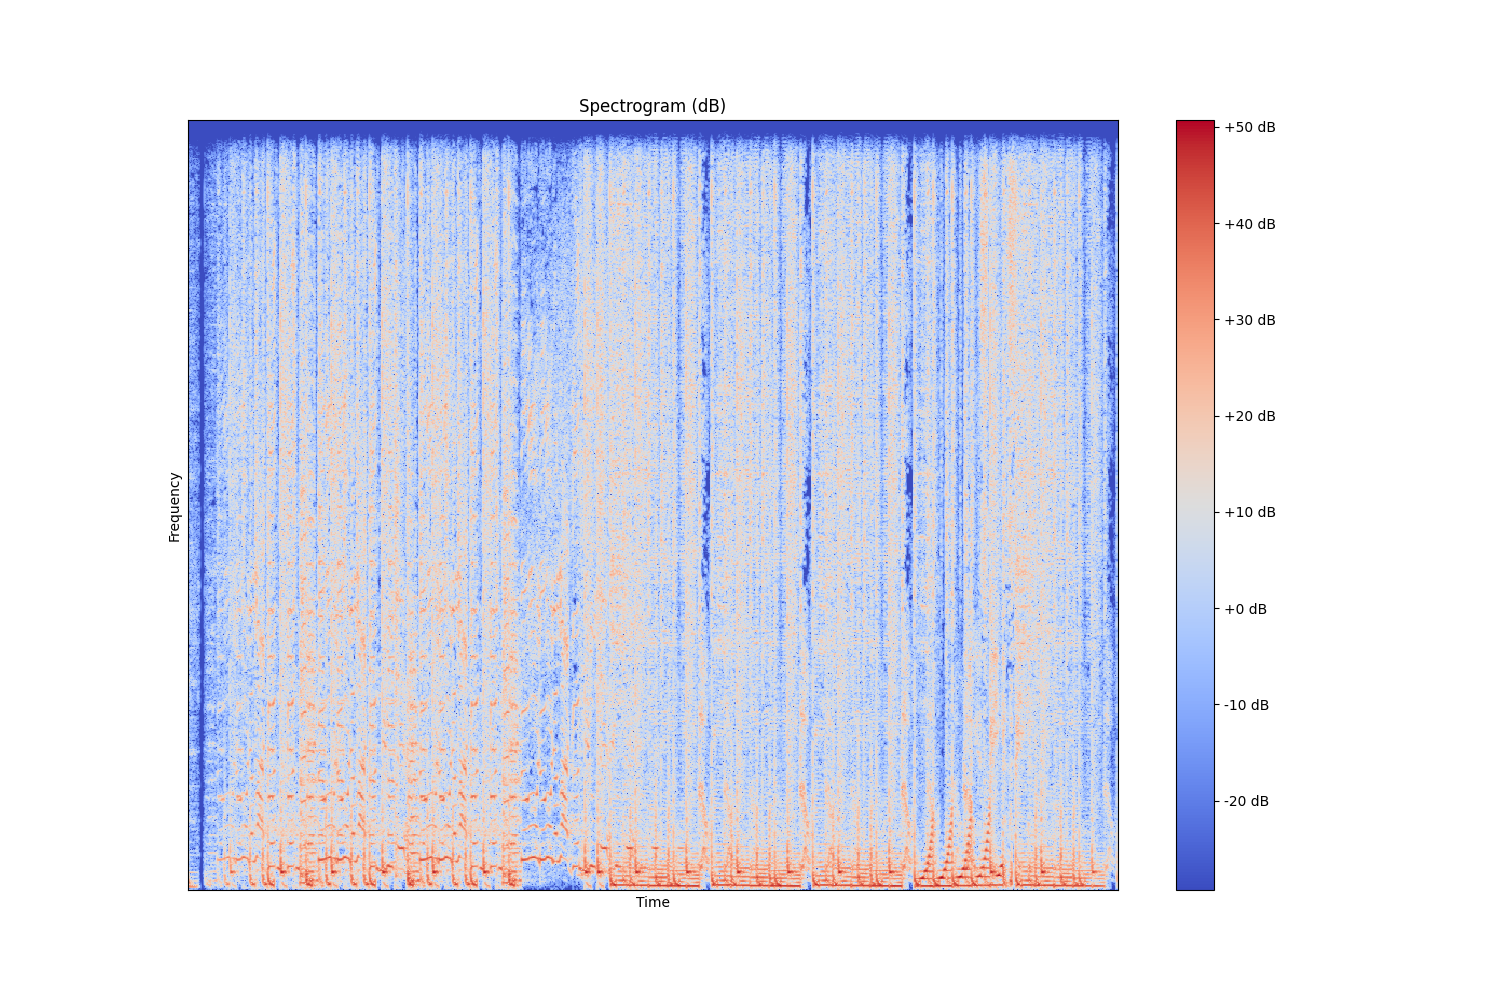 Spectrogram (dB)
+50 dB
+40 dB
+30 dB
+20 dB
+10 dB
+0 dB
-10 dB
-20 dB
Frequency
Time